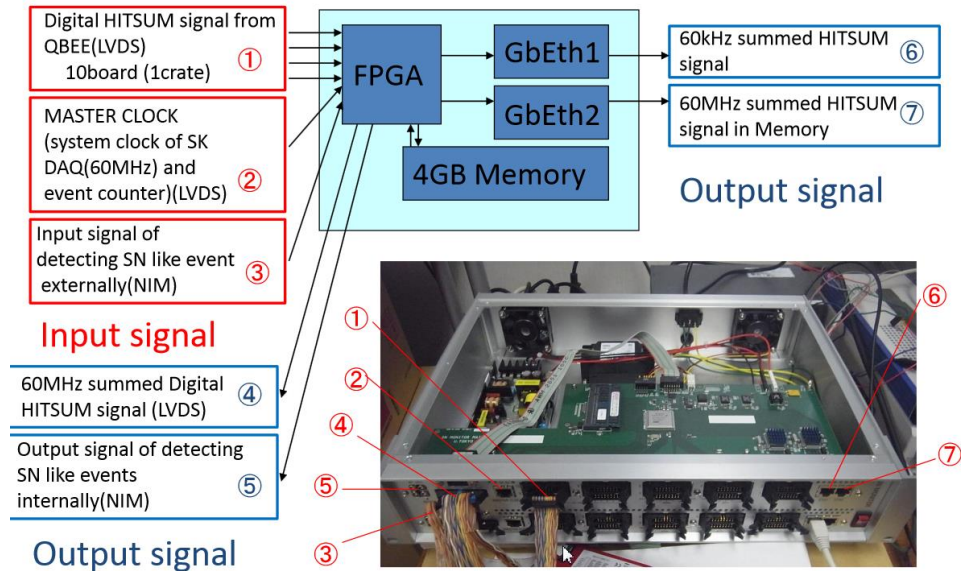 Digital HITSUM signal from
QBEE(LVDS)
10board (1crate)
①
MASTER CLOCK
(system clock of SK
DAQ(60MHz) and
event counter)(LVDS)
②
Input signal of
detecting SN like event
externally(NIM)
③
Input signal
FPGA
GbEth1
GbEth2
4GB Memory
60kHz summed HITSUM
signal
⑥
60MHz summed HITSUM
signal in Memory
⑦
Output signal
60MHz summed Digital
HITSUM signal (LVDS)
④
Output signal of detecting
SN like events
internally(NIM)
⑤
Output signal
①
②
④
⑤
③
⑥
⑦